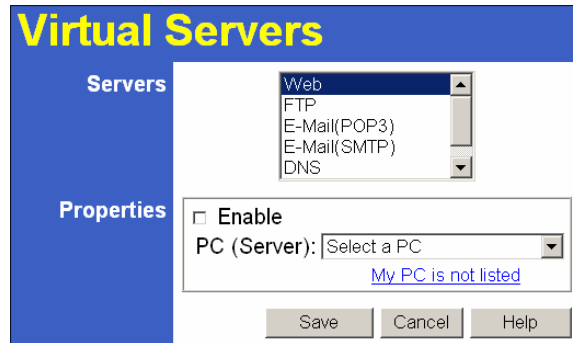 Virtual Servers
Servers
Web
FTP
E-Mail(POP3)
E-Mail(SMTP)
DNS
Properties
Enable
PC (Server): Select a PC
My PC is not listed
Save Cancel Help